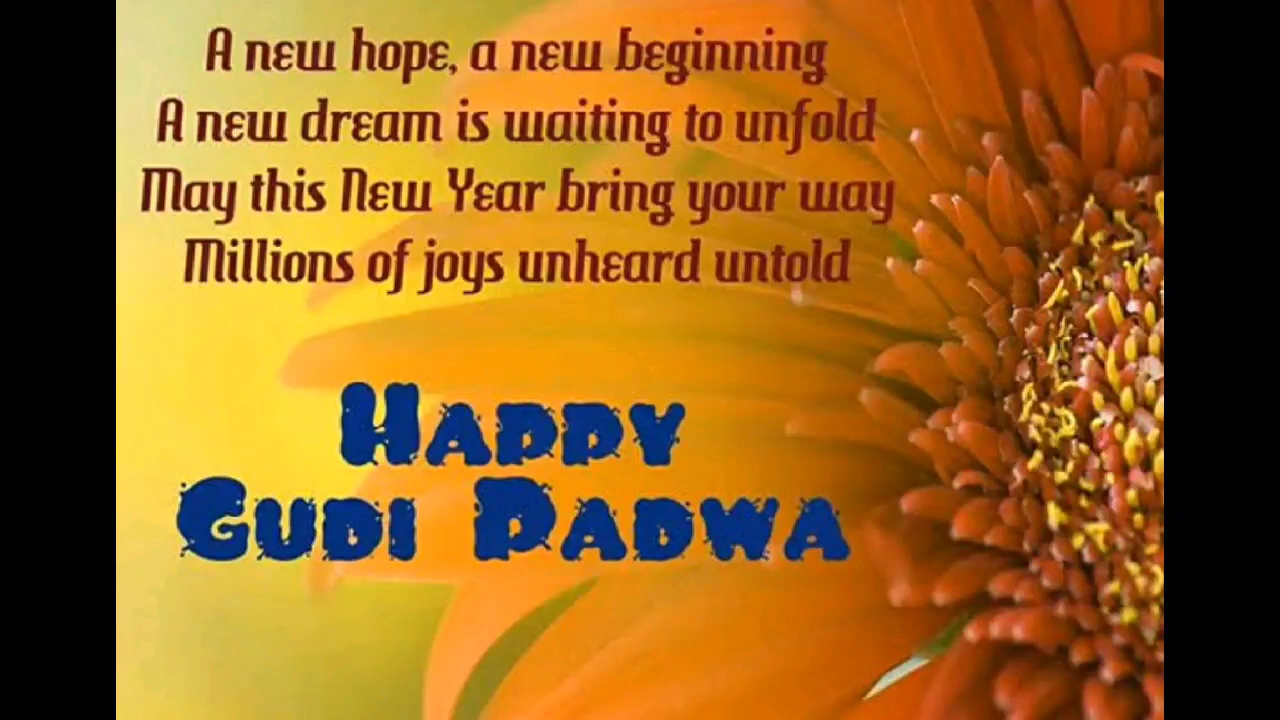 A new hope, a new beginning
A new dream is waiting to unfold
May this New Year bring your way
Millions of joys unheard untold
Happy
Gudi Padwa